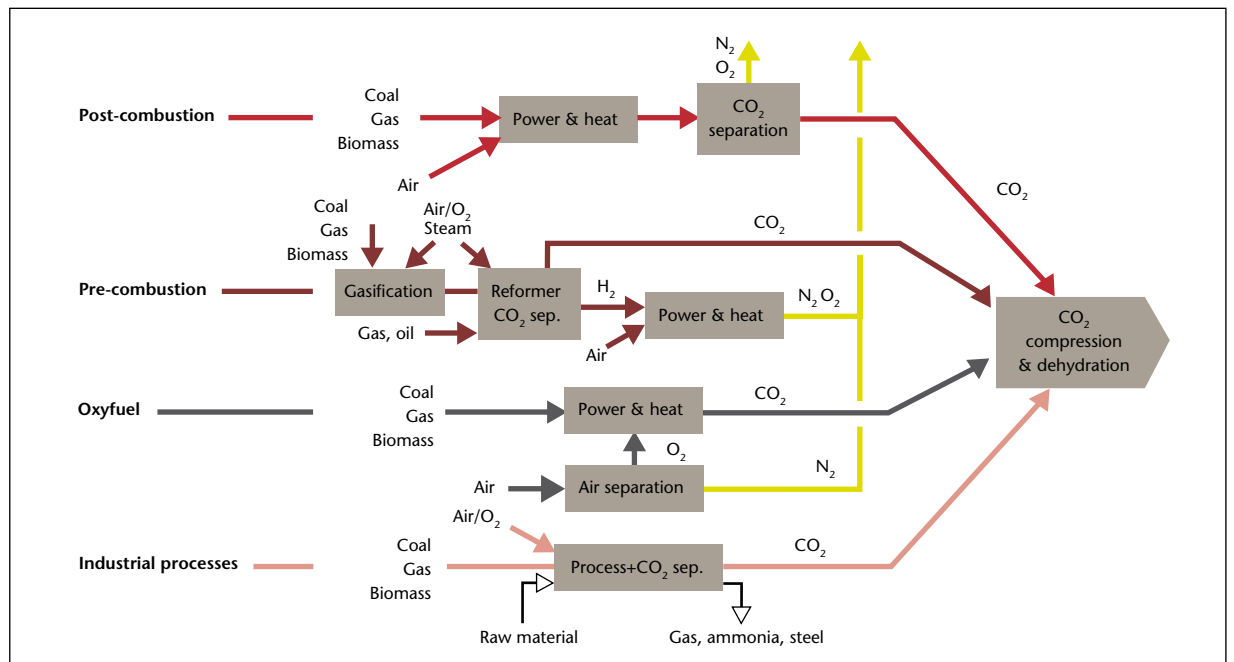 N₂
O₂
Post-combustion
Coal
Gas
Biomass
Air
Power & heat
CO₂
separation
CO₂
Pre-combustion
Coal
Gas
Biomass
Air/O₂
Steam
Gasification
Gas, oil
Reformer
CO₂ sep.
CO₂
H₂
Air
Power & heat
N₂ O₂
CO₂
compression
& dehydration
Oxyfuel
Coal
Gas
Biomass
Power & heat
CO₂
O₂
Air
Air separation
N₂
Industrial processes
Coal
Gas
Biomass
Air/O₂
Process+CO₂ sep.
CO₂
Raw material
Gas, ammonia, steel